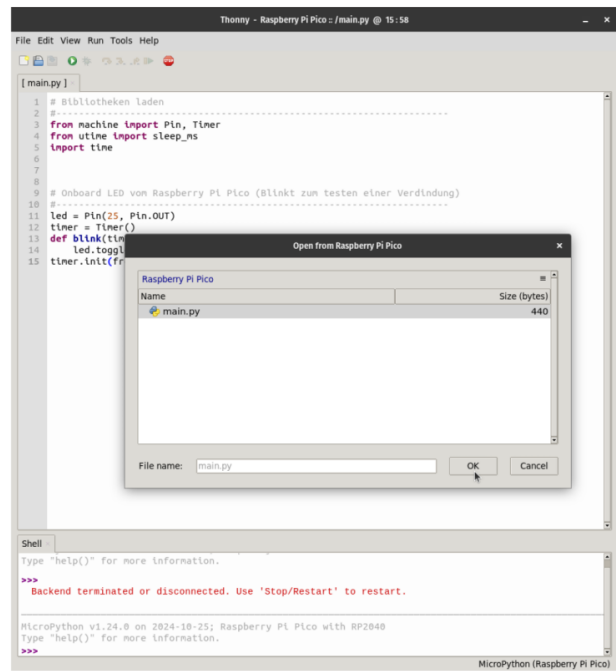 Thonny - Raspberry Pi Pico :: /main.py @ 15 : 58
File Edit View Run Tools Help
[ main.py ]
1 # Bibliotheken laden
2 #----------------------------------------------------------------
3 from machine import Pin, Timer
4 from utime import sleep_ms
5 import time
6
7
8
9 # Onboard LED vom Raspberry Pi Pico (Blinkt zum testen einer Verdindung)
10 #----------------------------------------------------------------
11 led = Pin(25, Pin.OUT)
12 timer = Timer()
13 def blink(tim
14 led.toggl
15 timer.init(fr
Open from Raspberry Pi Pico
Raspberry Pi Pico
Name Size (bytes)
main.py 440
File name: main.py OK Cancel
Shell
Type "help()" for more information.
>>>
Backend terminated or disconnected. Use 'Stop/Restart' to restart.
MicroPython v1.24.0 on 2024-10-25; Raspberry Pi Pico with RP2040
Type "help()" for more information.
>>>
MicroPython (Raspberry Pi Pico)